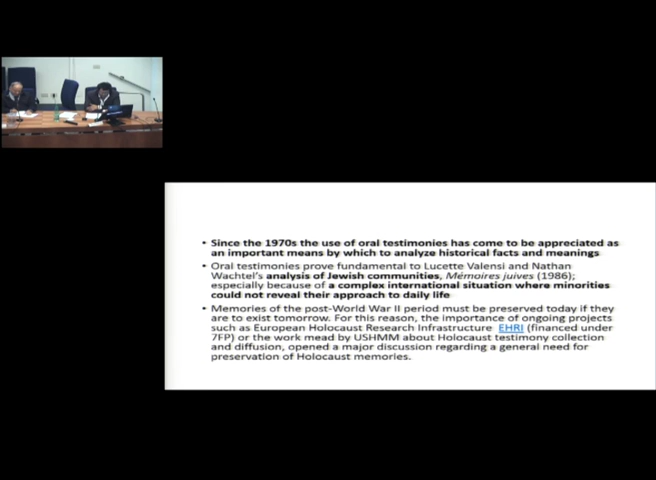 • Since the 1970s the use of oral testimonies has come to be appreciated as
an important means by which to analyze historical facts and meanings
• Oral testimonies prove fundamental to Lucette Valensi and Nathan
Wachtel's analysis of Jewish communities, Mémoires juives (1986);
especially because of a complex international situation where minorities
could not reveal their approach to daily life
• Memories of the post-World War II period must be preserved today if they
are to exist tomorrow. For this reason, the importance of ongoing projects
such as European Holocaust Research Infrastructure EHRI (financed under
7FP) or the work mead by USHMM about Holocaust testimony collection
and diffusion, opened a major discussion regarding a general need for
preservation of Holocaust memories.